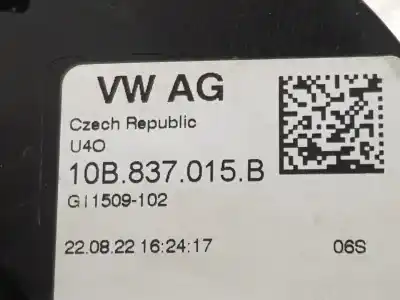 VW AG
Czech Republic
U4O
10B.837.015.B
GI1509-102
22.08.22 16:24:17 06S